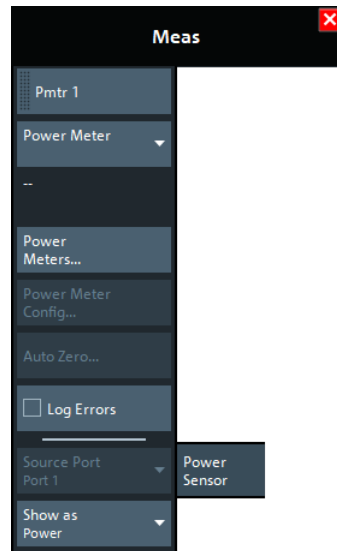 Meas
Pmtr 1
Power Meter
--
Power
Meters...
Power Meter
Config...
Auto Zero...
Log Errors
Source Port
Port 1
Power
Sensor
Show as
Power